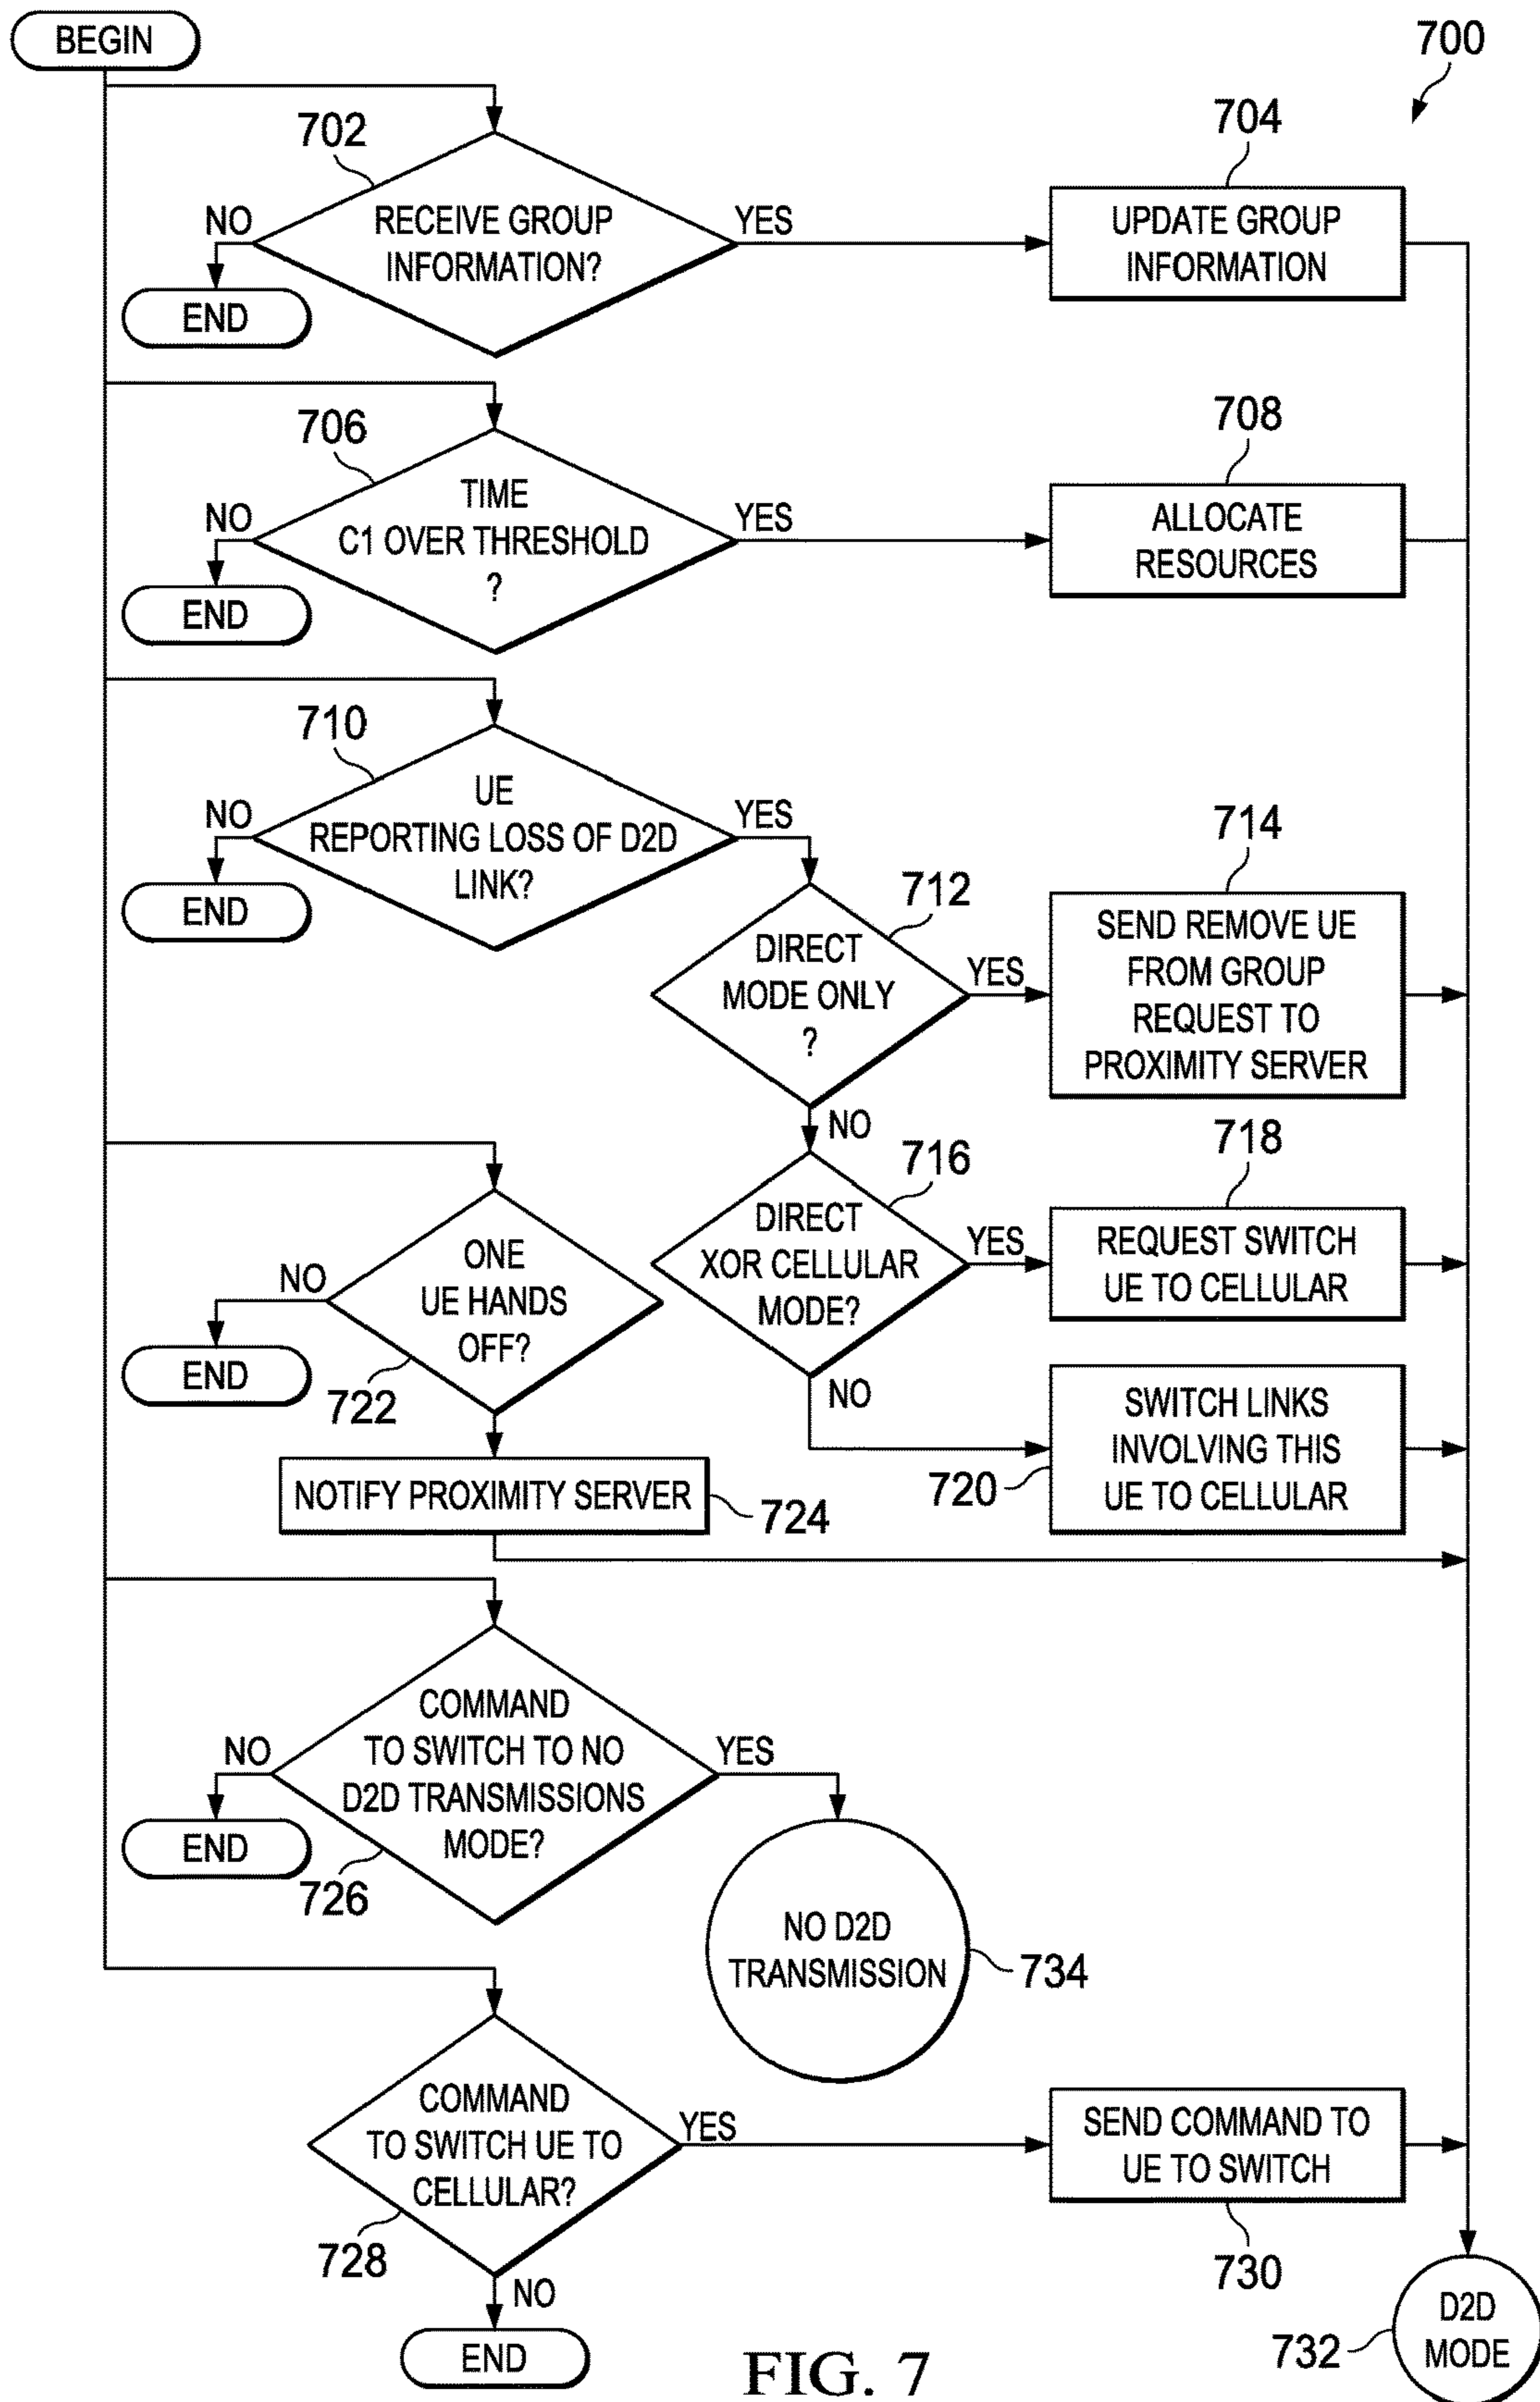 BEGIN
700
702
704
NO
RECEIVE GROUP
INFORMATION?
YES
UPDATE GROUP
INFORMATION
END
706
708
NO
TIME
C1 OVER THRESHOLD
?
YES
ALLOCATE
RESOURCES
END
710
NO
UE
REPORTING LOSS OF D2D
LINK?
YES
END
712
714
DIRECT
MODE ONLY
?
YES
SEND REMOVE UE
FROM GROUP
REQUEST TO
PROXIMITY SERVER
NO
716
718
DIRECT
XOR CELLULAR
MODE?
YES
REQUEST SWITCH
UE TO CELLULAR
NO
ONE
UE HANDS
OFF?
END
722
NO
SWITCH LINKS
INVOLVING THIS
UE TO CELLULAR
720
NOTIFY PROXIMITY SERVER
724
NO
COMMAND
TO SWITCH TO NO
D2D TRANSMISSIONS
MODE?
YES
END
726
NO D2D
TRANSMISSION
734
COMMAND
TO SWITCH UE TO
CELLULAR?
YES
SEND COMMAND TO
UE TO SWITCH
728
730
NO
END
732
D2D
MODE
FIG. 7